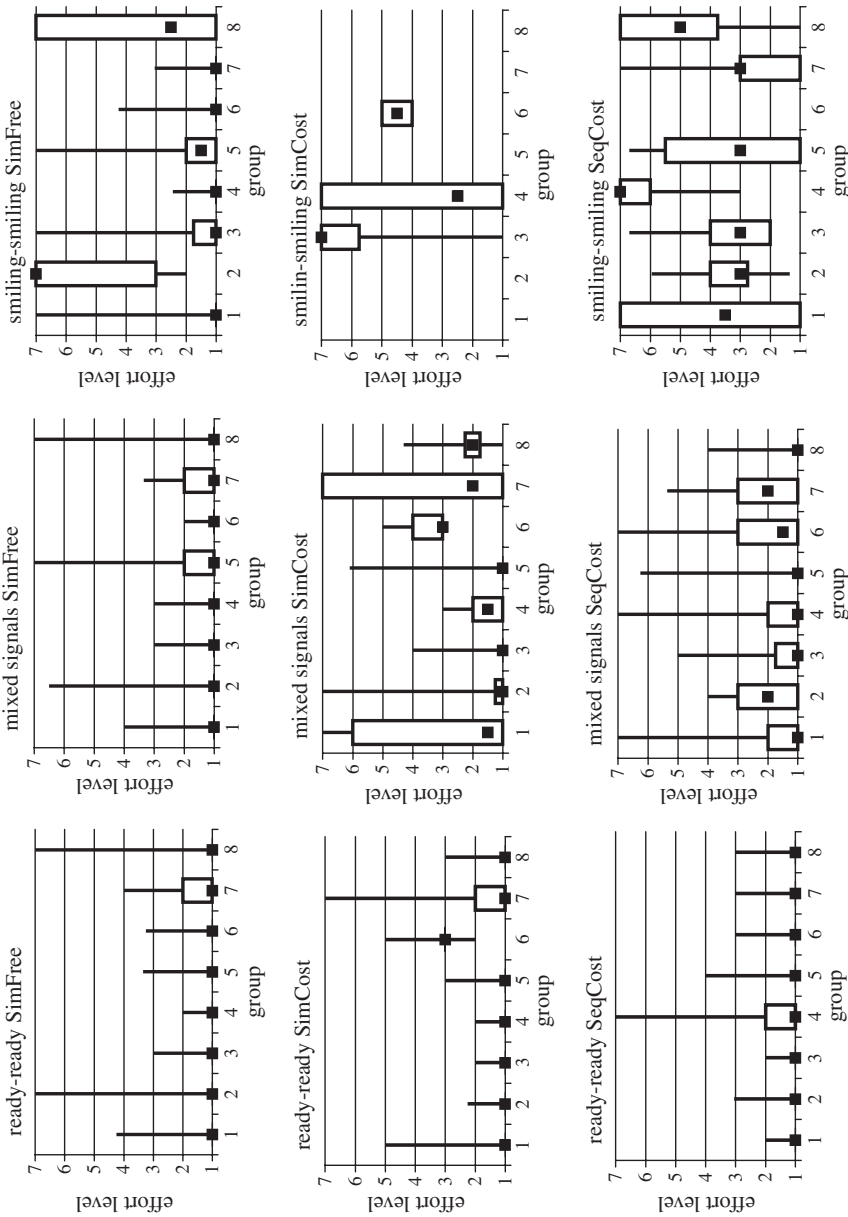 ready-ready SimFree
7
6
5
4
3
2
1
effort level
1 2 3 4 5 6 7 8
group
mixed signals SimFree
7
6
5
4
3
2
1
effort level
1 2 3 4 5 6 7 8
group
smiling-smiling SimFree
7
6
5
4
3
2
1
effort level
1 2 3 4 5 6 7 8
group
ready-ready SimCost
7
6
5
4
3
2
1
effort level
1 2 3 4 5 6 7 8
group
mixed signals SimCost
7
6
5
4
3
2
1
effort level
1 2 3 4 5 6 7 8
group
smilin-smiling SimCost
7
6
5
4
3
2
1
effort level
1 2 3 4 5 6 7 8
group
ready-ready SeqCost
7
6
5
4
3
2
1
effort level
1 2 3 4 5 6 7 8
group
mixed signals SeqCost
7
6
5
4
3
2
1
effort level
1 2 3 4 5 6 7 8
group
smiling-smiling SeqCost
7
6
5
4
3
2
1
effort level
1 2 3 4 5 6 7 8
group